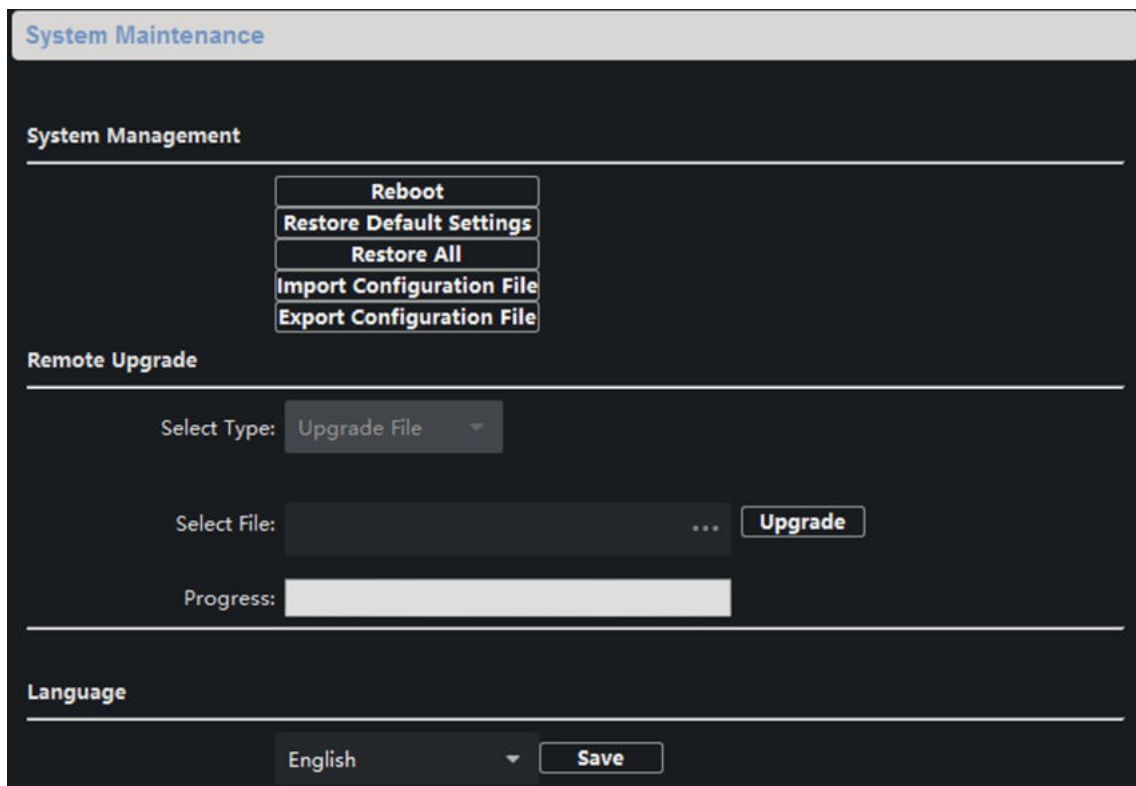 System Maintenance
System Management
Reboot
Restore Default Settings
Restore All
Import Configuration File
Export Configuration File
Remote Upgrade
Select Type: Upgrade File
Select File: ... Upgrade
Progress:
Language
English Save